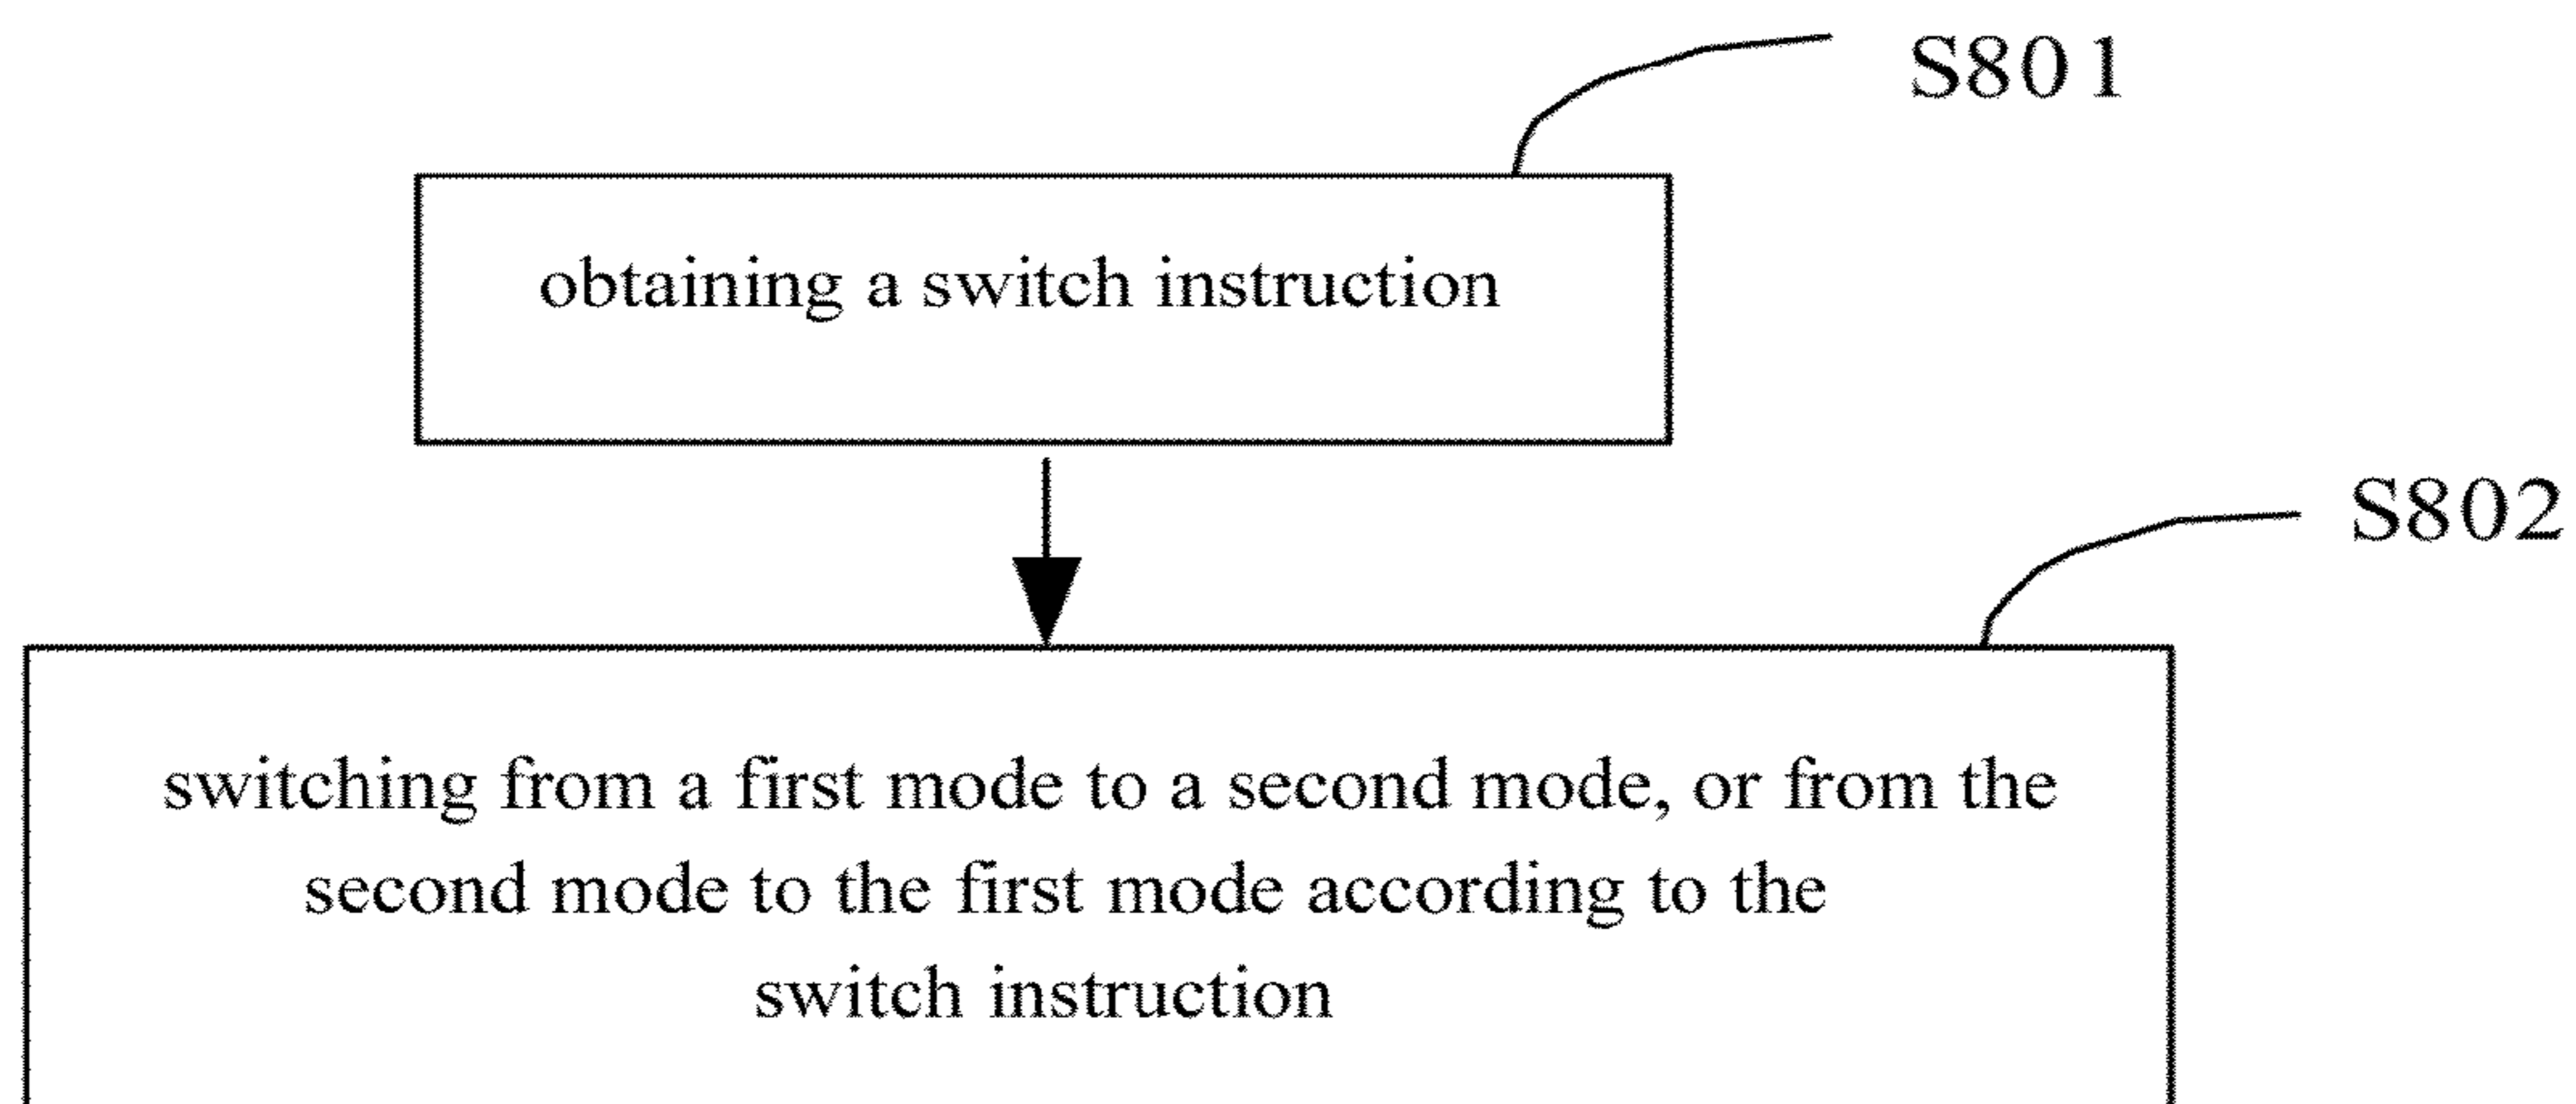 S801
obtaining a switch instruction
S802
switching from a first mode to a second mode, or from the
second mode to the first mode according to the
switch instruction